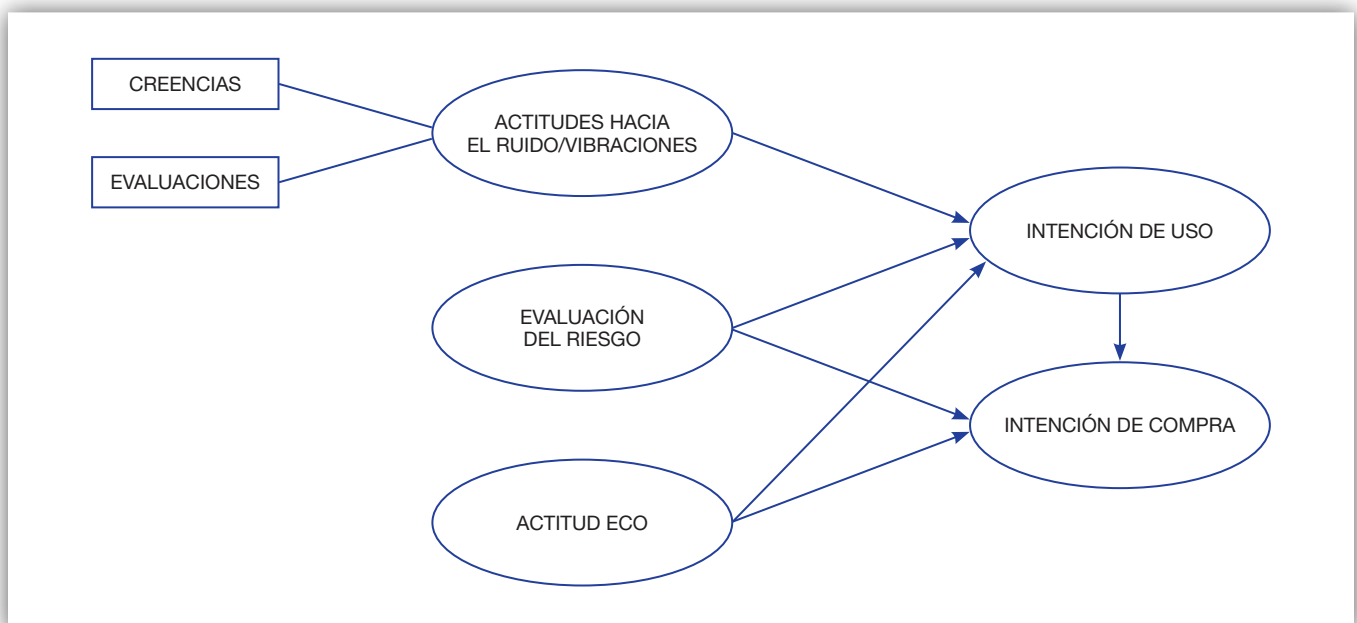 CREENCIAS
EVALUACIONES
ACTITUDES HACIA
EL RUIDO/VIBRACIONES
EVALUACIÓN
DEL RIESGO
ACTITUD ECO
INTENCIÓN DE USO
INTENCIÓN DE COMPRA